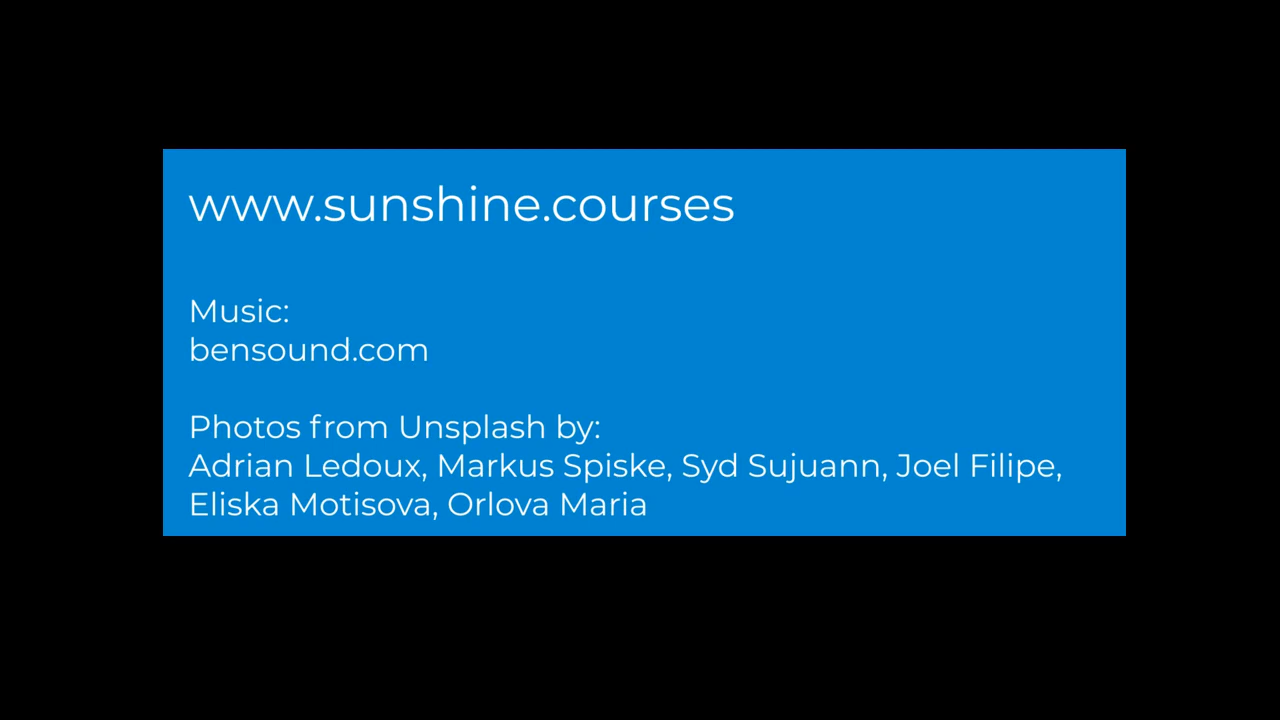 www.sunshine.courses
Music:
bensound.com
Photos from Unsplash by:
Adrian Ledoux, Markus Spiske, Syd Sujuann, Joel Filipe,
Eliska Motisova, Orlova Maria